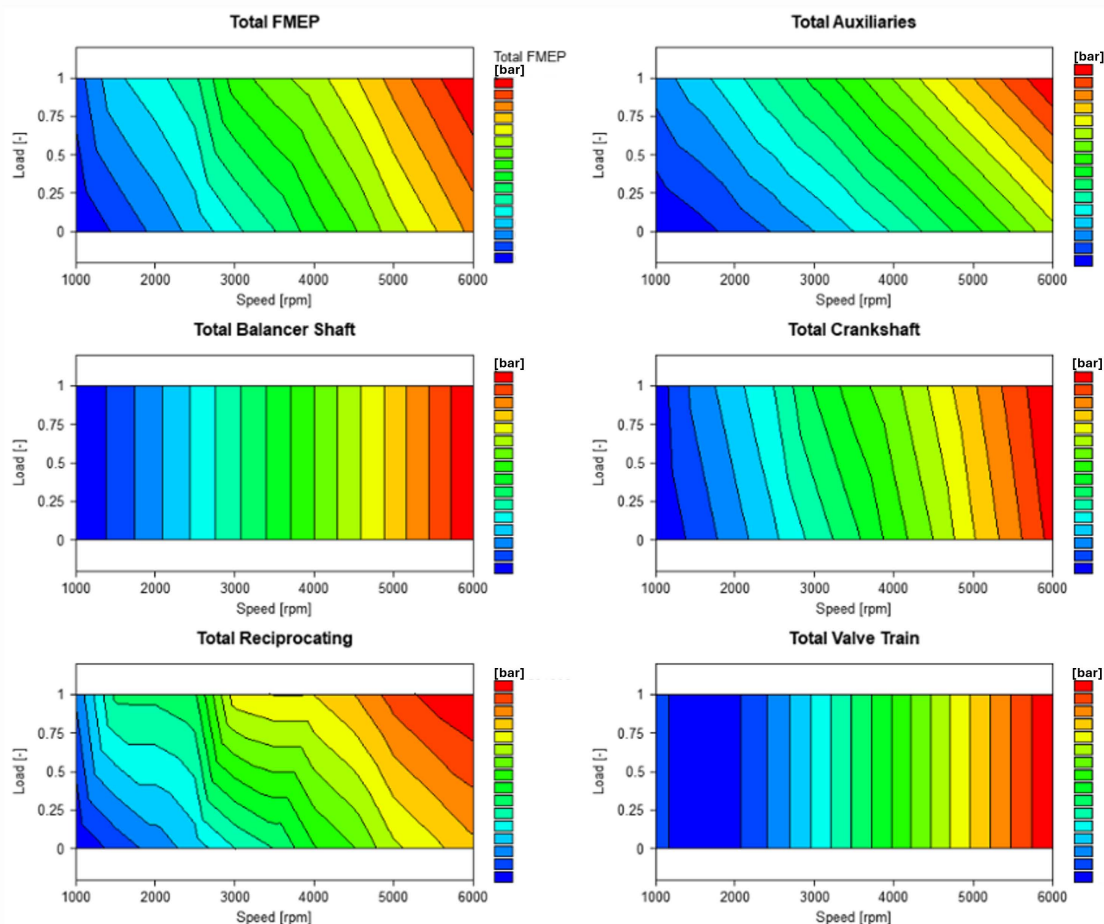 Total FMEP
Total FMEP
[bar]
1
0.75
0.5
0.25
0
Load [-]
1000 2000 3000 4000 5000 6000
Speed [rpm]
Total Auxiliaries
[bar]
1
0.75
0.5
0.25
0
Load [-]
1000 2000 3000 4000 5000 6000
Speed [rpm]
Total Balancer Shaft
[bar]
1
0.75
0.5
0.25
0
Load [-]
1000 2000 3000 4000 5000 6000
Speed [rpm]
Total Crankshaft
[bar]
1
0.75
0.5
0.25
0
Load [-]
1000 2000 3000 4000 5000 6000
Speed [rpm]
Total Reciprocating
[bar]
1
0.75
0.5
0.25
0
Load [-]
1000 2000 3000 4000 5000 6000
Speed [rpm]
Total Valve Train
[bar]
1
0.75
0.5
0.25
0
Load [-]
1000 2000 3000 4000 5000 6000
Speed [rpm]